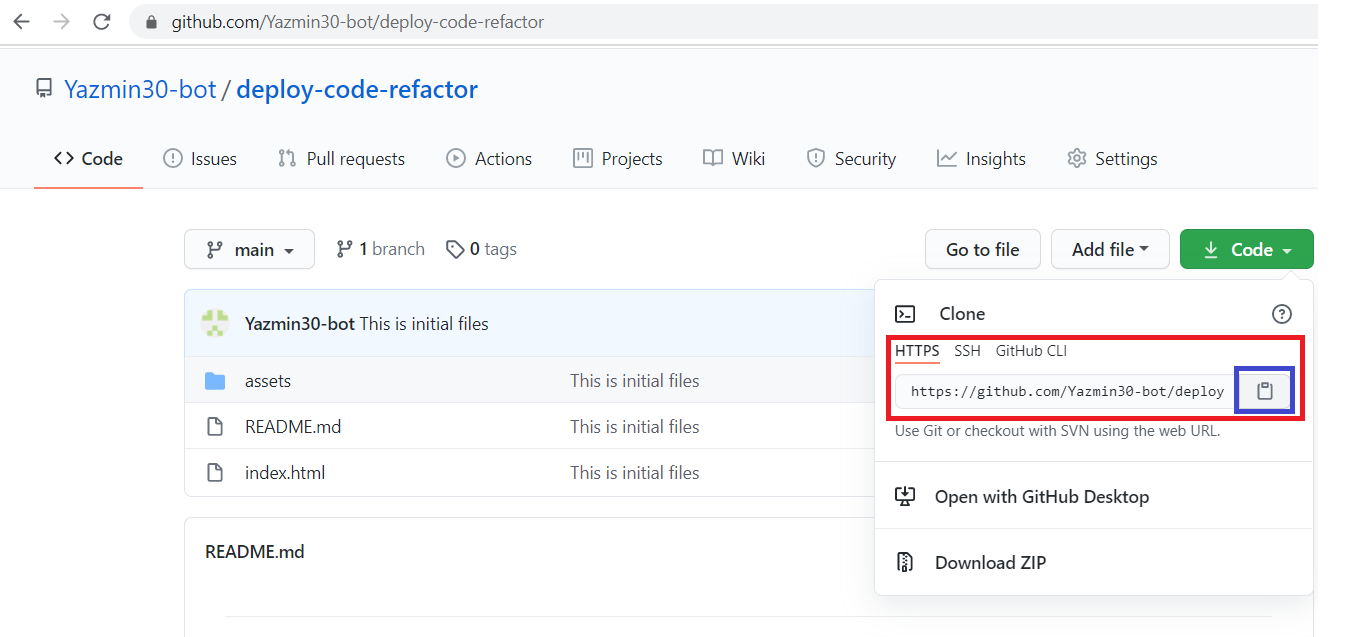 github.com/Yazmin30-bot/deploy-code-refactor
Yazmin30-bot / deploy-code-refactor
Code Issues Pull requests Actions Projects Wiki Security Insights Settings
main 1 branch 0 tags Go to file Add file Code
Yazmin30-bot This is initial files
assets This is initial files
README.md This is initial files
index.html This is initial files
README.md
Clone
HTTPS SSH GitHub CLI
https://github.com/Yazmin30-bot/deploy
Use Git or checkout with SVN using the web URL.
Open with GitHub Desktop
Download ZIP